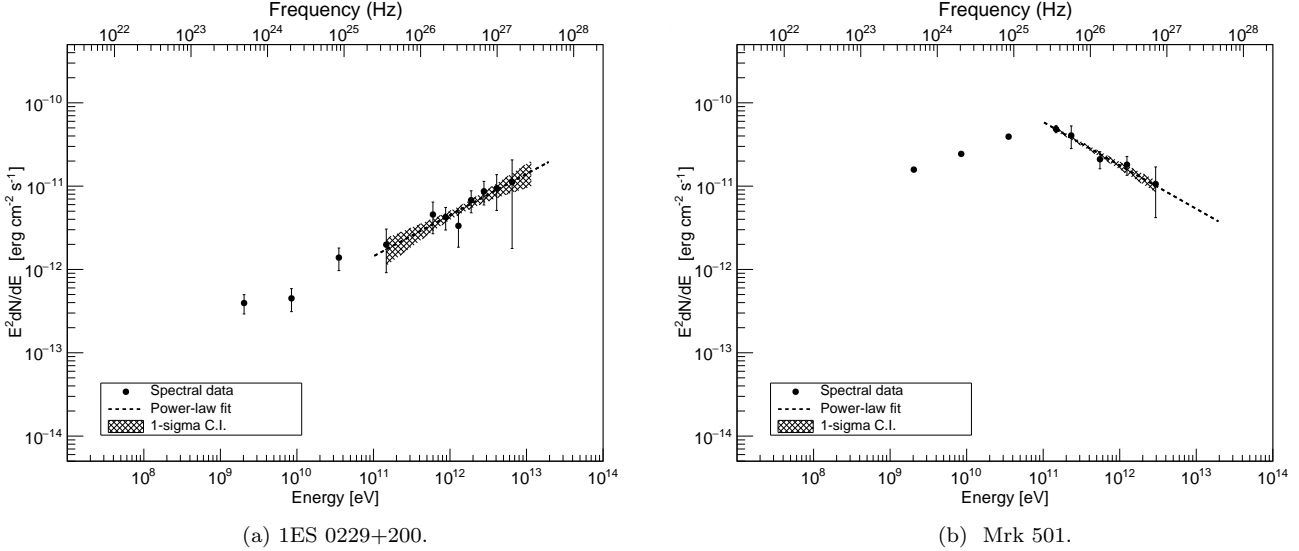 Frequency (Hz)
10^22 10^23 10^24 10^25 10^26 10^27 10^28
E^2dN/dE [erg cm^-2 s^-1]
10^-10
10^-11
10^-12
10^-13
10^-14
Spectral data
Power-law fit
1-sigma C.I.
10^8 10^9 10^10 10^11 10^12 10^13 10^14
Energy [eV]
(a) 1ES 0229+200.
Frequency (Hz)
10^22 10^23 10^24 10^25 10^26 10^27 10^28
E^2dN/dE [erg cm^-2 s^-1]
10^-10
10^-11
10^-12
10^-13
10^-14
Spectral data
Power-law fit
1-sigma C.I.
10^8 10^9 10^10 10^11 10^12 10^13 10^14
Energy [eV]
(b) Mrk 501.